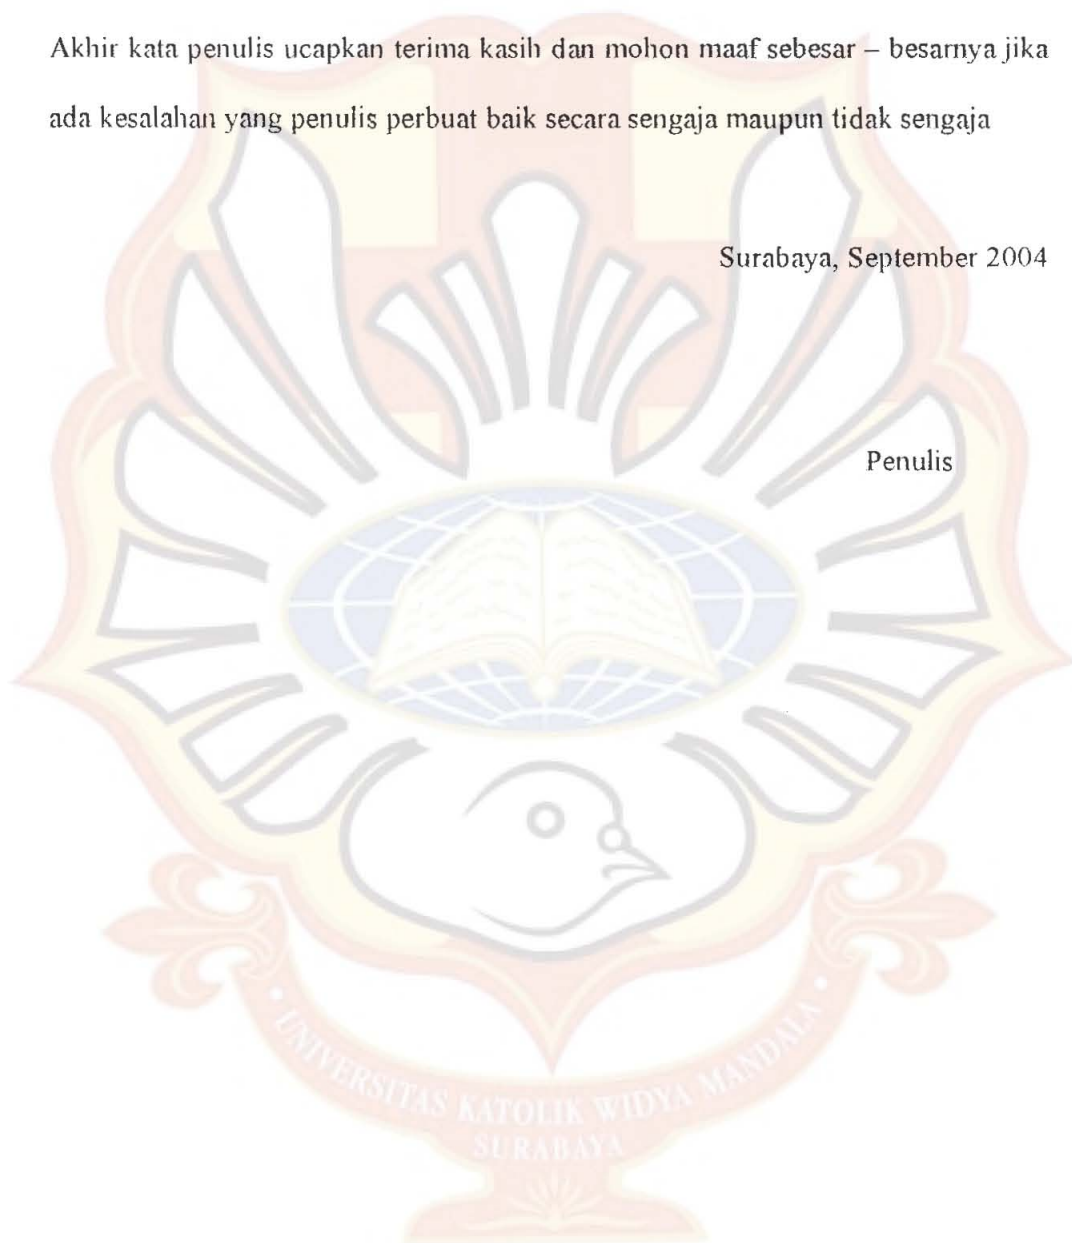 Akhir kata penulis ucapkan terima kasih dan mohon maaf sebesar – besarnya jika
ada kesalahan yang penulis perbuat baik secara sengaja maupun tidak sengaja
Surabaya, September 2004
Penulis
• UNIVERSITAS KATOLIK WIDYA MANDALA •
SURABAYA